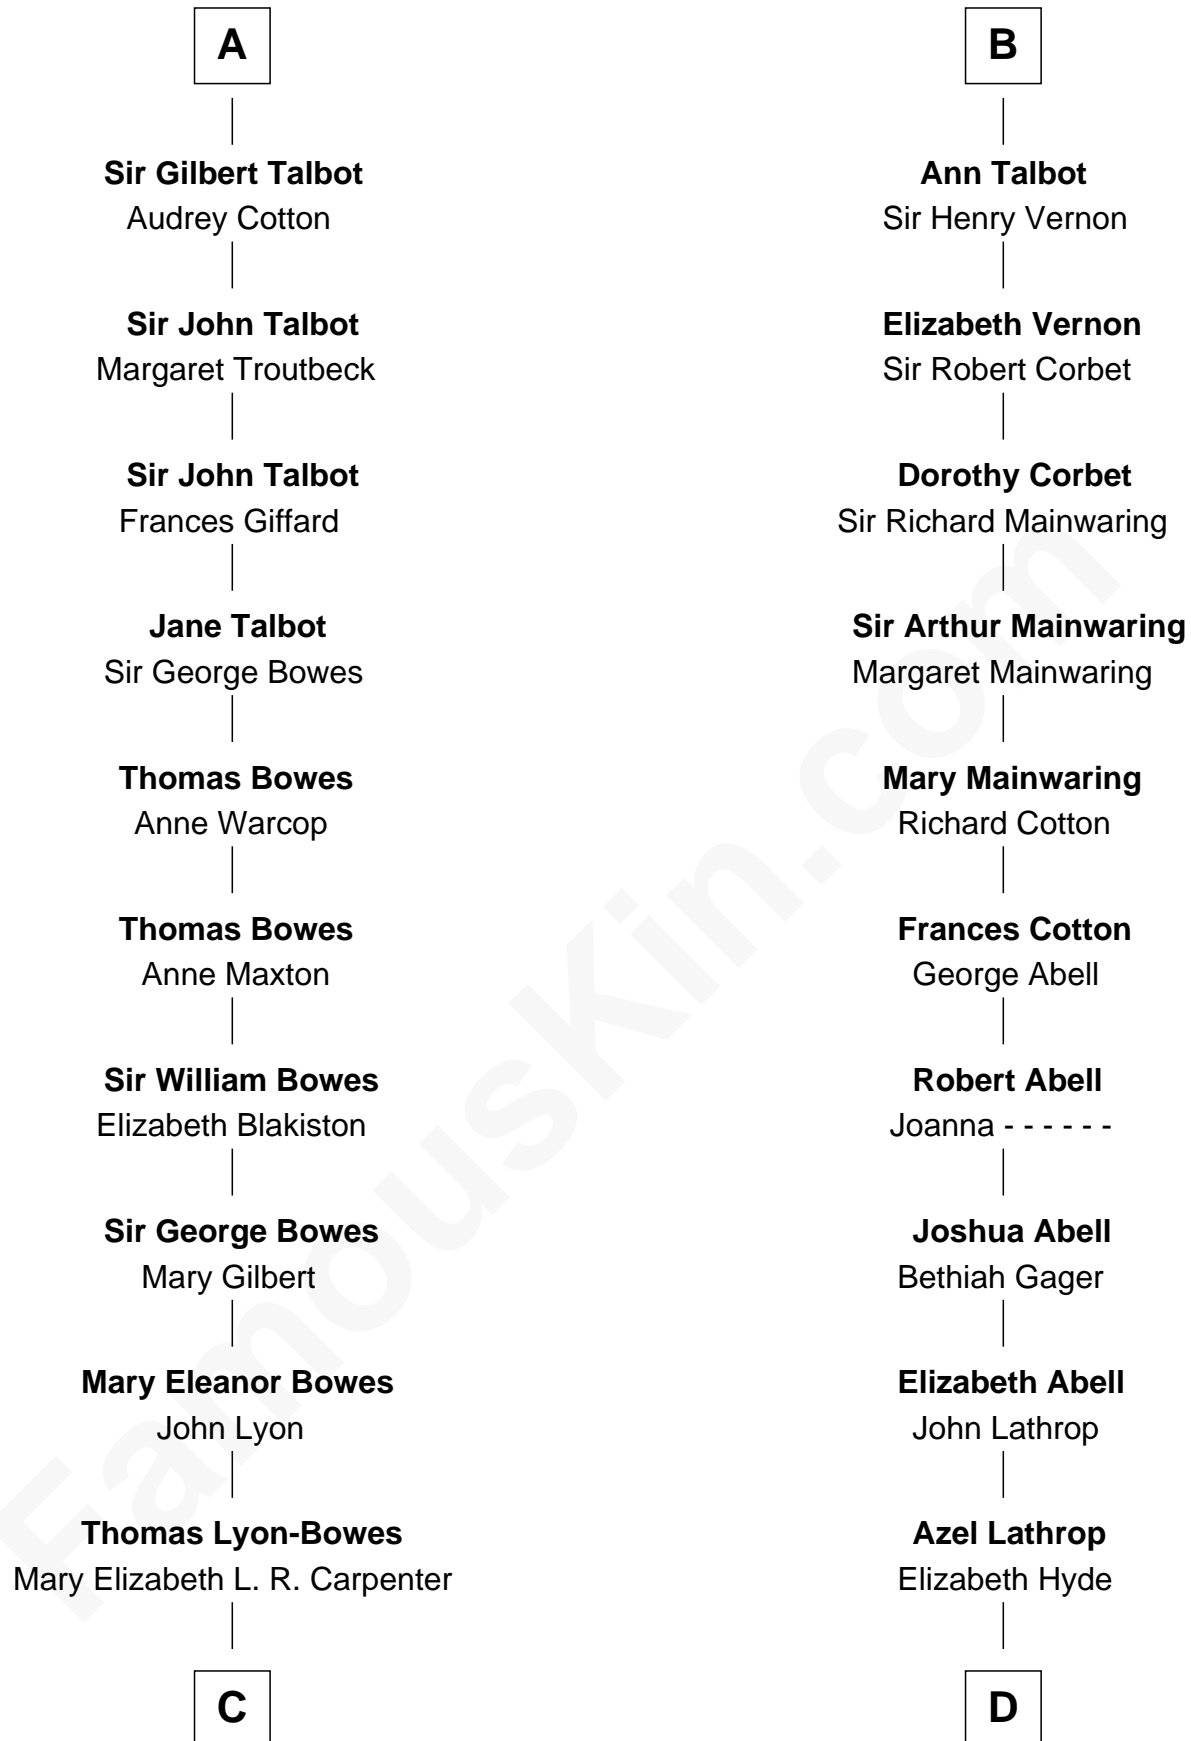 A
Sir Gilbert Talbot
Audrey Cotton
Sir John Talbot
Margaret Troutbeck
Sir John Talbot
Frances Giffard
Jane Talbot
Sir George Bowes
Thomas Bowes
Anne Warcop
Thomas Bowes
Anne Maxton
Sir William Bowes
Elizabeth Blakiston
Sir George Bowes
Mary Gilbert
Mary Eleanor Bowes
John Lyon
Thomas Lyon-Bowes
Mary Elizabeth L. R. Carpenter
C
B
Ann Talbot
Sir Henry Vernon
Elizabeth Vernon
Sir Robert Corbet
Dorothy Corbet
Sir Richard Mainwaring
Sir Arthur Mainwaring
Margaret Mainwaring
Mary Mainwaring
Richard Cotton
Frances Cotton
George Abell
Robert Abell
Joanna - - - - - -
Joshua Abell
Bethiah Gager
Elizabeth Abell
John Lathrop
Azel Lathrop
Elizabeth Hyde
D
FamousKin.com